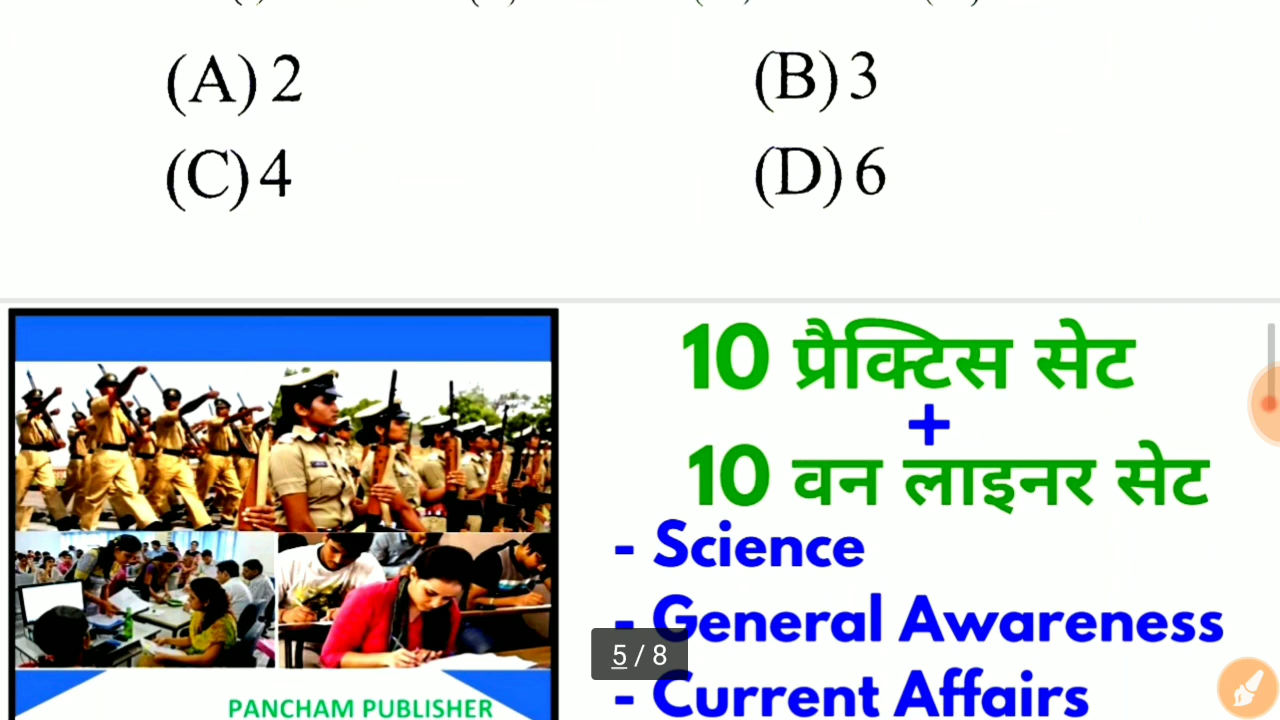 (A) 2 (B) 3
(C) 4 (D) 6
10 प्रैक्टिस सेट
+
10 वन लाइनर सेट
- Science
- General Awareness
- Current Affairs
5 / 8
PANCHAM PUBLISHER